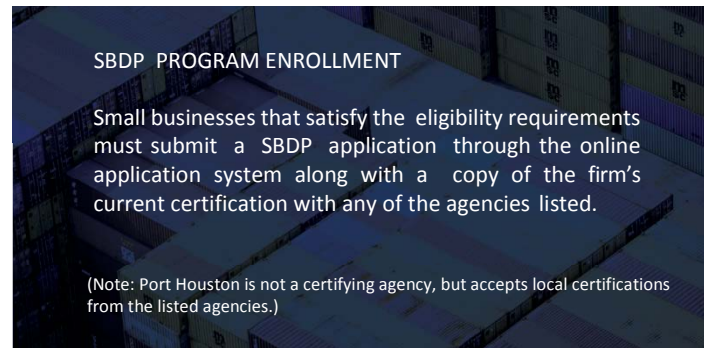 SBDP PROGRAM ENROLLMENT
Small businesses that satisfy the eligibility requirements
must submit a SBDP application through the online
application system along with a copy of the firm’s
current certification with any of the agencies listed.
(Note: Port Houston is not a certifying agency, but accepts local certifications
from the listed agencies.)